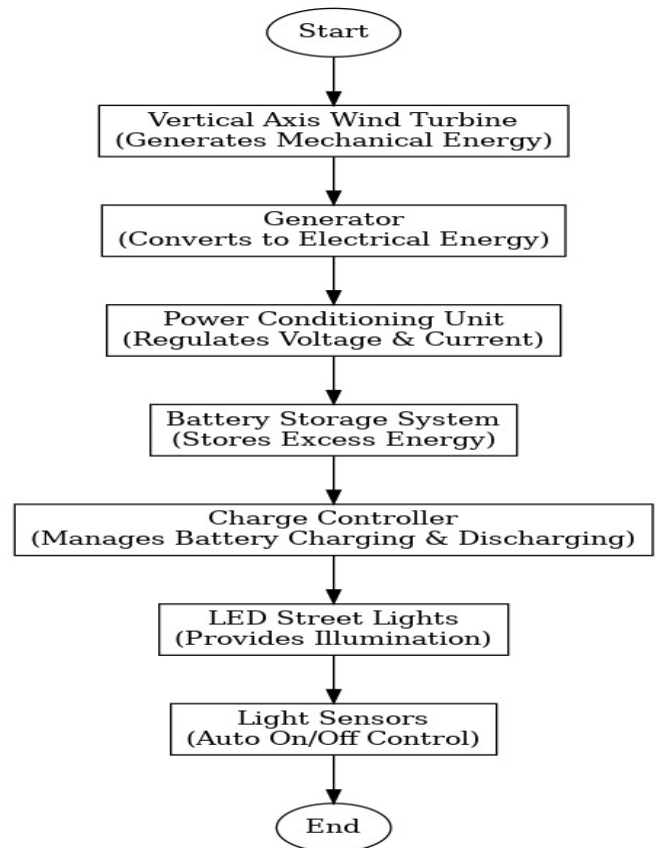 Start
Vertical Axis Wind Turbine
(Generates Mechanical Energy)
Generator
(Converts to Electrical Energy)
Power Conditioning Unit
(Regulates Voltage & Current)
Battery Storage System
(Stores Excess Energy)
Charge Controller
(Manages Battery Charging & Discharging)
LED Street Lights
(Provides Illumination)
Light Sensors
(Auto On/Off Control)
End